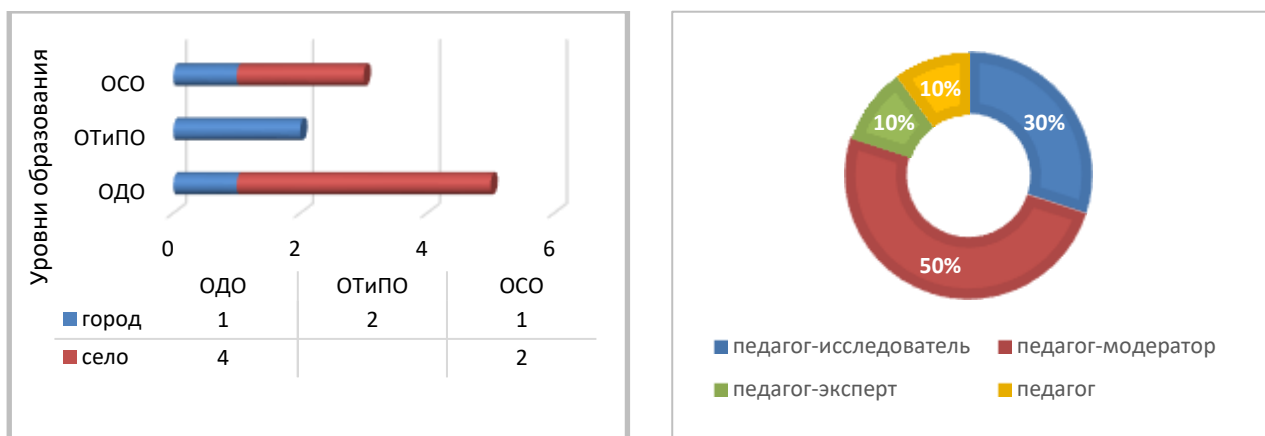 Уровни образования
ОСО
ОТиПО
ОДО
0 2 4 6
ОДО ОТиПО ОСО
город 1 2 1
село 4 2
10%
10%
30%
50%
педагог-исследователь педагог-модератор
педагог-эксперт педагог